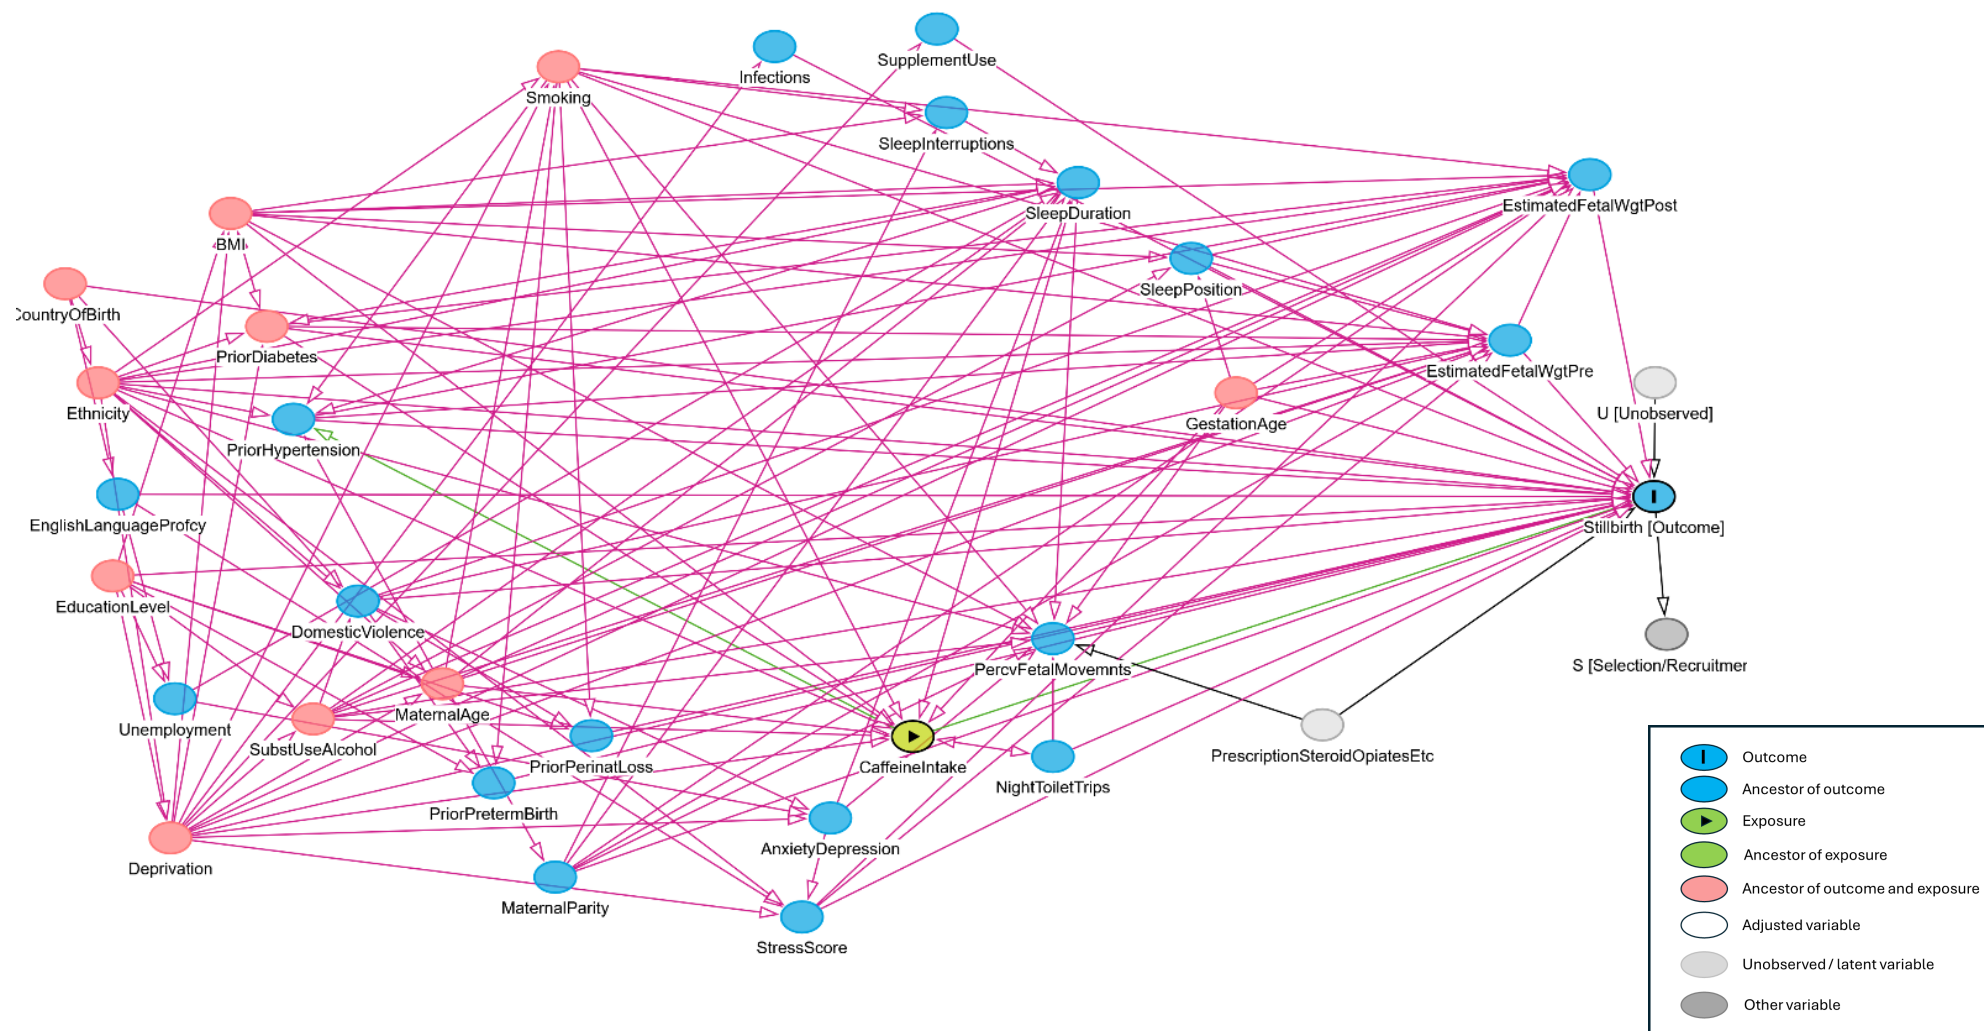 SupplementUse
Infections
Smoking
SleepInterruptions
EstimatedFetalWgtPost
SleepDuration
BMI
SleepPosition
CountryOfBirth
PriorDiabetes
EstimatedFetalWgtPre
Ethnicity
U [Unobserved]
GestationAge
PriorHypertension
EnglishLanguageProfcy
Stillbirth [Outcome]
EducationLevel
DomesticViolence
S [Selection/Recruitmer
PercvFetalMovemnts
MaternalAge
Unemployment
SubstUseAlcohol
PriorPerinatLoss
CaffeineIntake
PrescriptionSteroidOpiatesEtc
NightToiletTrips
PriorPretermBirth
AnxietyDepression
Deprivation
MaternalParity
StressScore
Outcome
Ancestor of outcome
Exposure
Ancestor of exposure
Ancestor of outcome and exposure
Adjusted variable
Unobserved / latent variable
Other variable